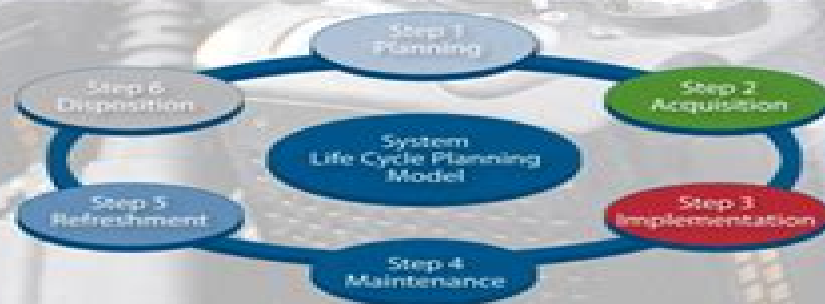 Step 1
Planning
Step 2
Acquisition
Step 3
Implementation
Step 4
Maintenance
Step 5
Refreshment
Step 6
Disposition
System
Life Cycle Planning
Model